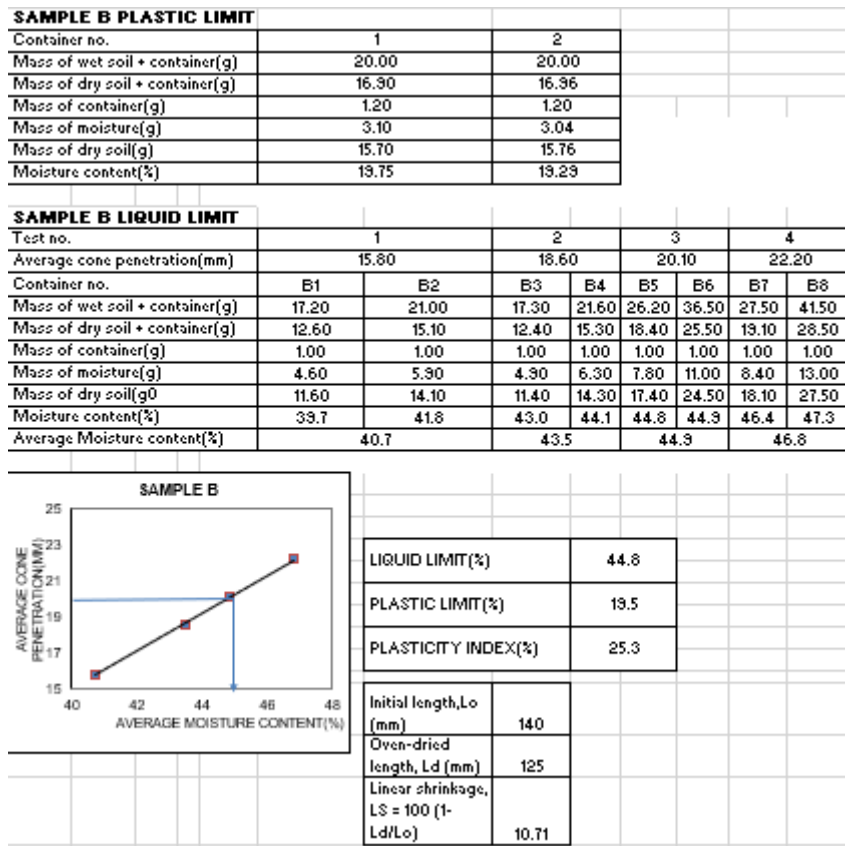 SAMPLE B PLASTIC LIMIT
Container no. 1 2
Mass of wet soil + container(g) 20.00 20.00
Mass of dry soil + container(g) 16.90 16.96
Mass of container(g) 1.20 1.20
Mass of moisture(g) 3.10 3.04
Mass of dry soil(g) 15.70 15.76
Moisture content(%) 19.75 19.29
SAMPLE B LIQUID LIMIT
Test no. 1 2 3 4
Average cone penetration(mm) 15.80 18.60 20.10 22.20
Container no. B1 B2 B3 B4 B5 B6 B7 B8
Mass of wet soil + container(g) 17.20 21.00 17.30 21.60 26.20 36.50 27.50 41.50
Mass of dry soil + container(g) 12.60 15.10 12.40 15.30 18.40 25.50 19.10 28.50
Mass of container(g) 1.00 1.00 1.00 1.00 1.00 1.00 1.00 1.00
Mass of moisture(g) 4.60 5.90 4.90 6.30 7.80 11.00 8.40 13.00
Mass of dry soil(g0 11.60 14.10 11.40 14.30 17.40 24.50 18.10 27.50
Moisture content(%) 39.7 41.8 43.0 44.1 44.8 44.9 46.4 47.3
Average Moisture content(%) 40.7 43.5 44.9 46.8
SAMPLE B
AVERAGE CONE
PENETRATION(MM)
25
23
21
19
17
15
40 42 44 46 48
AVERAGE MOISTURE CONTENT(%)
LIQUID LIMIT(%) 44.8
PLASTIC LIMIT(%) 19.5
PLASTICITY INDEX(%) 25.3
Initial length,Lo
(mm) 140
Oven-dried
length, Ld (mm) 125
Linear shrinkage,
LS = 100 (1-
Ld/Lo) 10.71